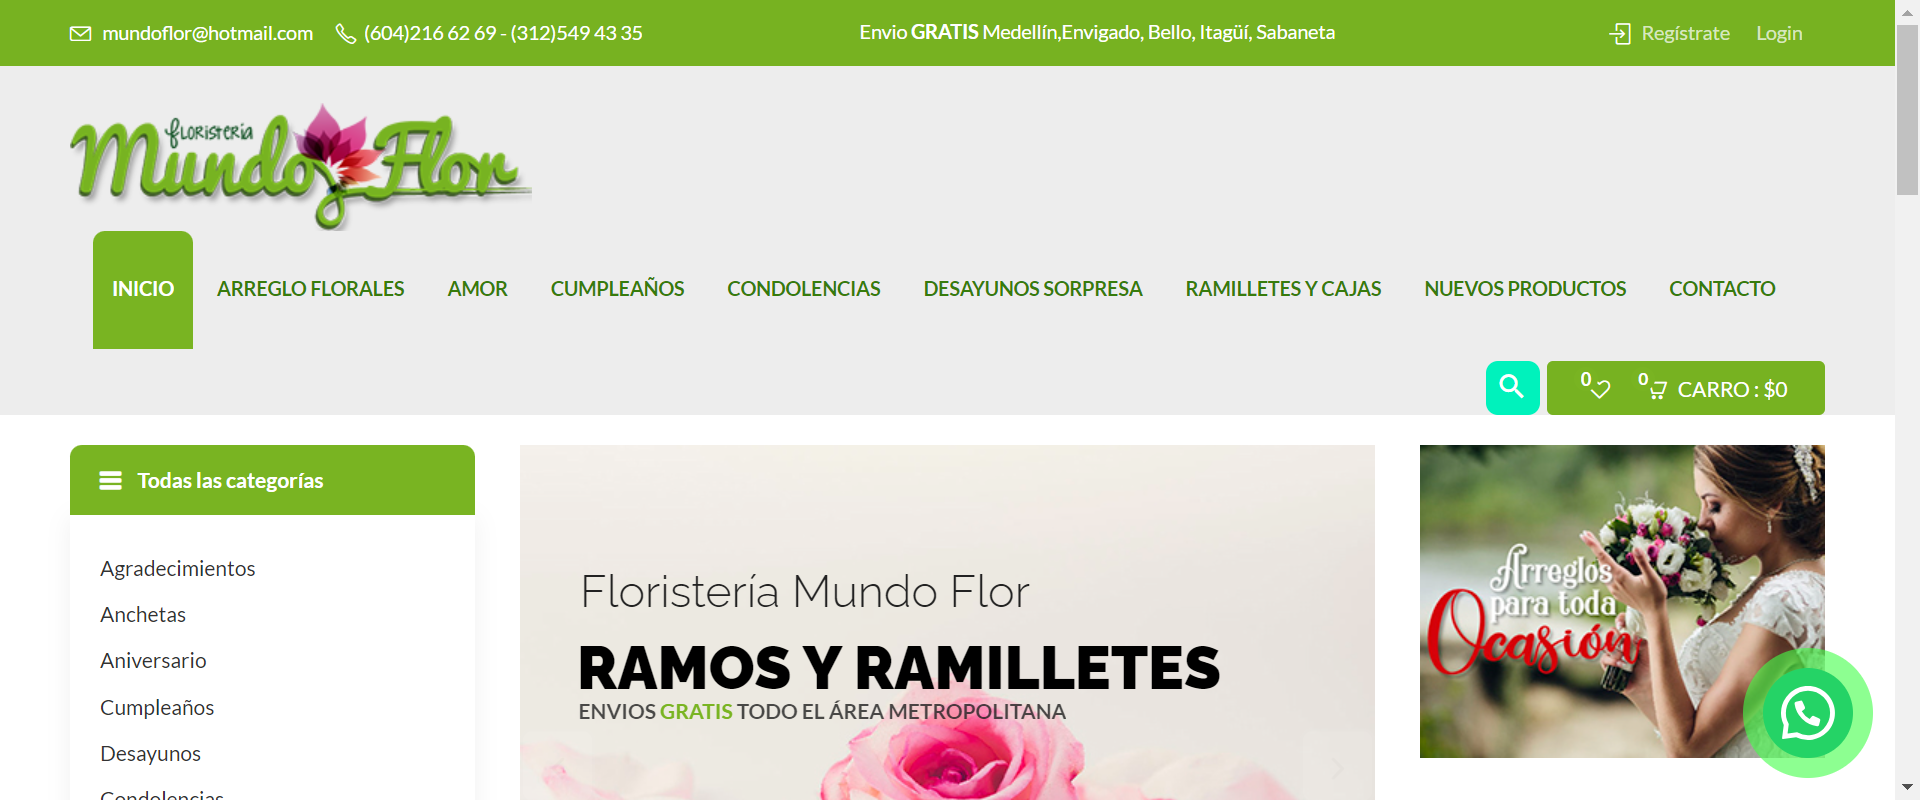 mundoflor@hotmail.com (604)216 62 69 - (312)549 43 35 Envio GRATIS Medellín,Envigado, Bello, Itagüí, Sabaneta Regístrate Login
floristería
Mundo Flor
INICIO ARREGLO FLORALES AMOR CUMPLEAÑOS CONDOLENCIAS DESAYUNOS SORPRESA RAMILLETES Y CAJAS NUEVOS PRODUCTOS CONTACTO
0 0 CARRO : $0
Todas las categorías
Agradecimientos
Anchetas
Aniversario
Cumpleaños
Desayunos
Condolencias
Floristería Mundo Flor
RAMOS Y RAMILLETES
ENVIOS GRATIS TODO EL ÁREA METROPOLITANA
Arreglos
para toda
Ocasión